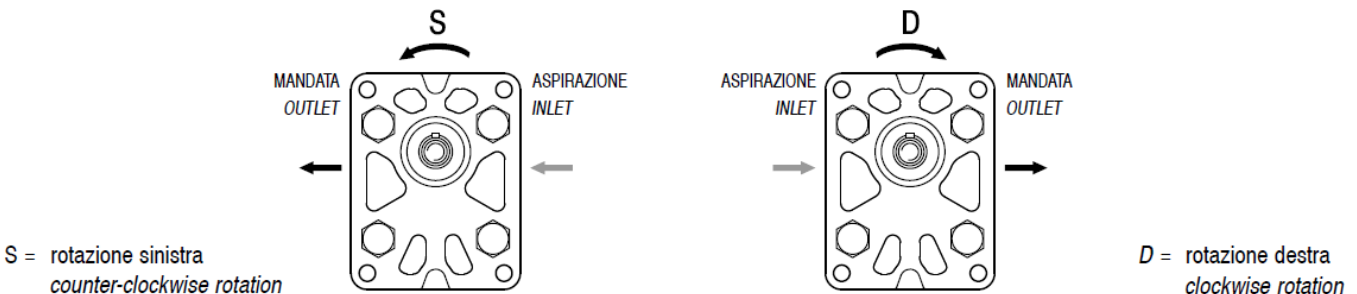 S
MANDATA
OUTLET
ASPIRAZIONE
INLET
S = rotazione sinistra
counter-clockwise rotation
D
ASPIRAZIONE
INLET
MANDATA
OUTLET
D = rotazione destra
clockwise rotation